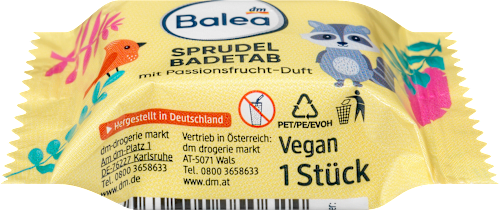 dm
Balea
SPRUDEL
BADETAB
mit Passionsfrucht-Duft
Hergestellt in Deutschland
dm-drogerie markt
Am dm-Platz 1
DE-76227 Karlsruhe
Tel. 0800 3658633
www.dm.de
Vertrieb in Österreich:
dm drogerie markt
AT-5071 Wals
Tel. 0800 3658633
www.dm.at
PET/PE/EVOH
Vegan
1 Stück